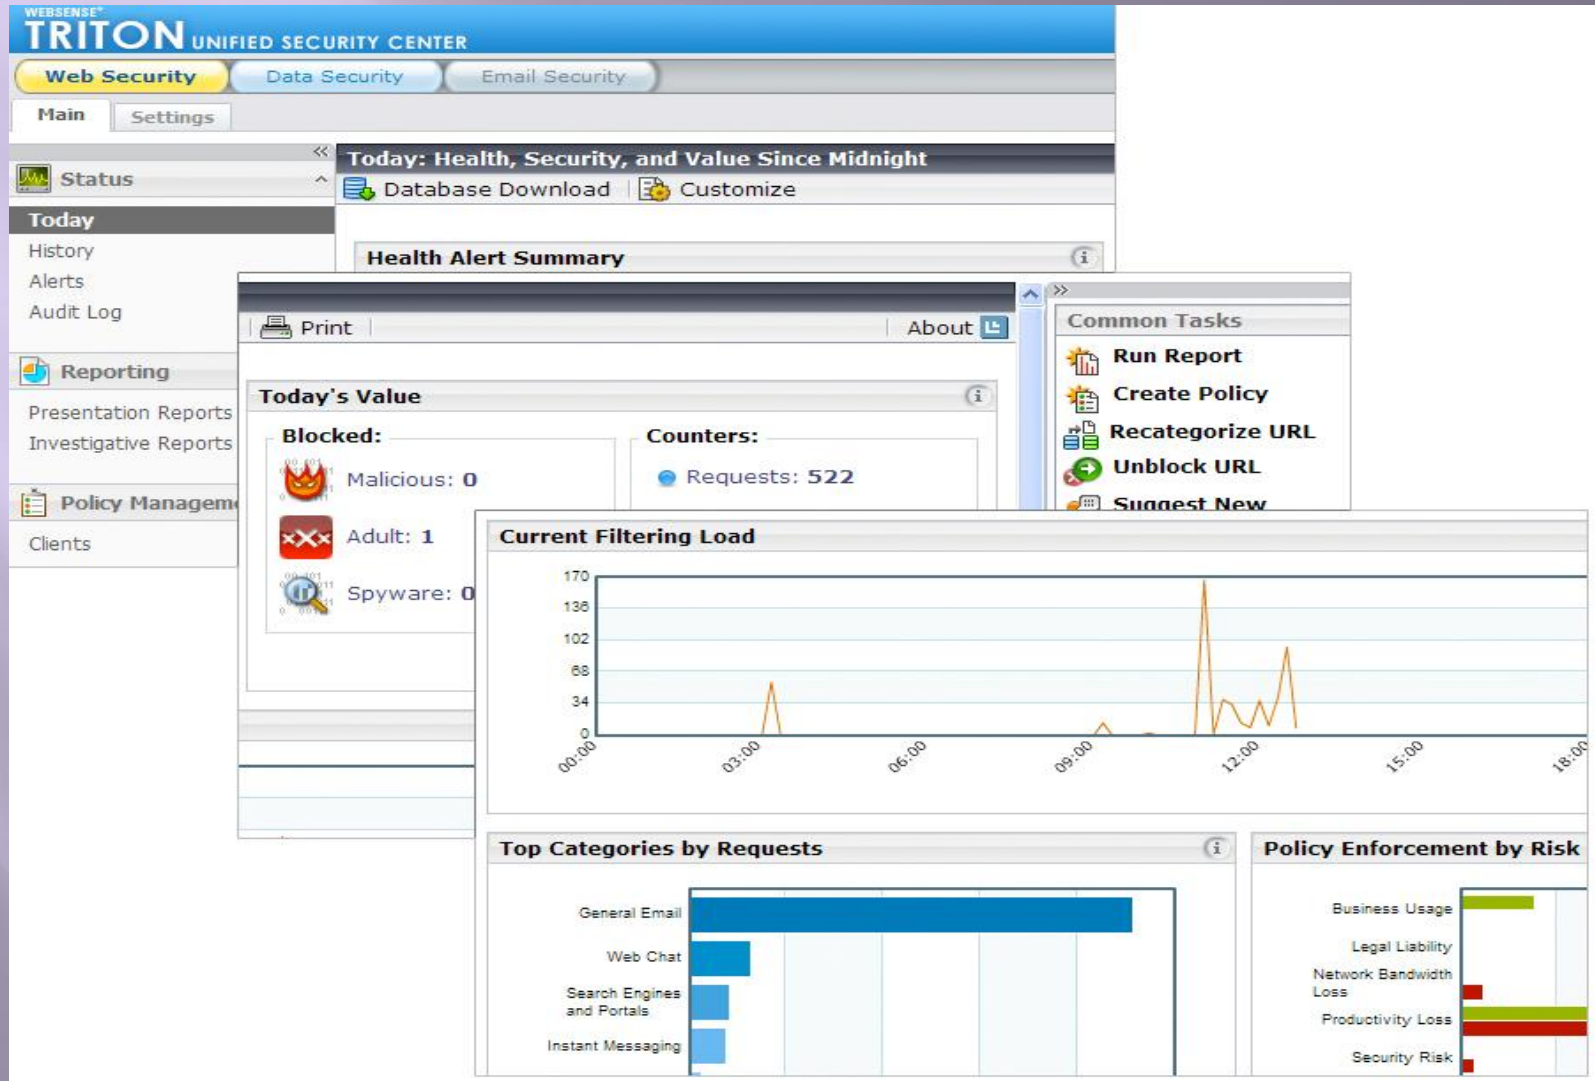 WEBSENSE*
TRITON UNIFIED SECURITY CENTER
Web Security
Data Security
Email Security
Main
Settings
Status
Today
History
Alerts
Audit Log
Reporting
Presentation Reports
Investigative Reports
Policy
Clients
Today: Health, Security, and Value Since Midnight
Database Download
Customize
Health Alert Summary
Print
About
Today's Value
Blocked:
Malicious: 0
Adult: 1
Spyware: 0
Counters:
Requests: 522
Common Tasks
Run Report
Create Policy
Recategorize URL
Unblock URL
Suggest New
Current Filtering Load
170
136
102
68
34
0
00:00
03:00
06:00
09:00
12:00
15:00
18:00
Top Categories by Requests
General Email
Web Chat
Search Engines
and Portals
Instant Messaging
Policy Enforcement by Risk
Business Usage
Legal Liability
Network Bandwidth
Loss
Productivity Loss
Security Risk